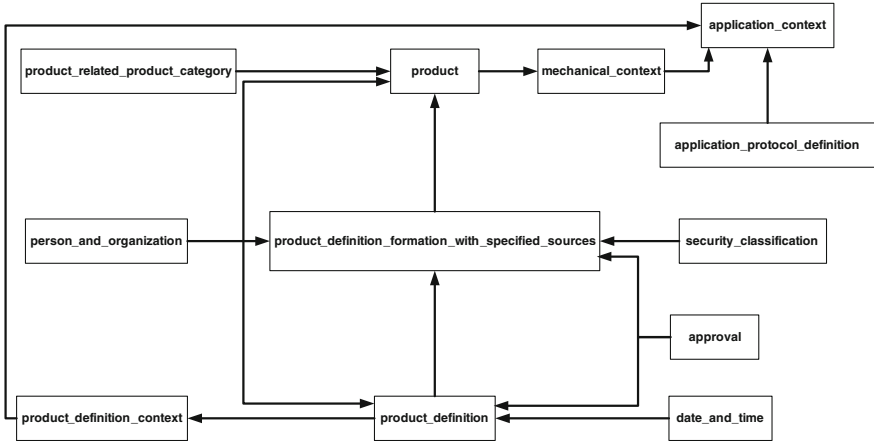 application_context
product_related_product_category
product
mechanical_context
application_protocol_definition
person_and_organization
product_definition_formation_with_specified_sources
security_classification
approval
product_definition_context
product_definition
date_and_time